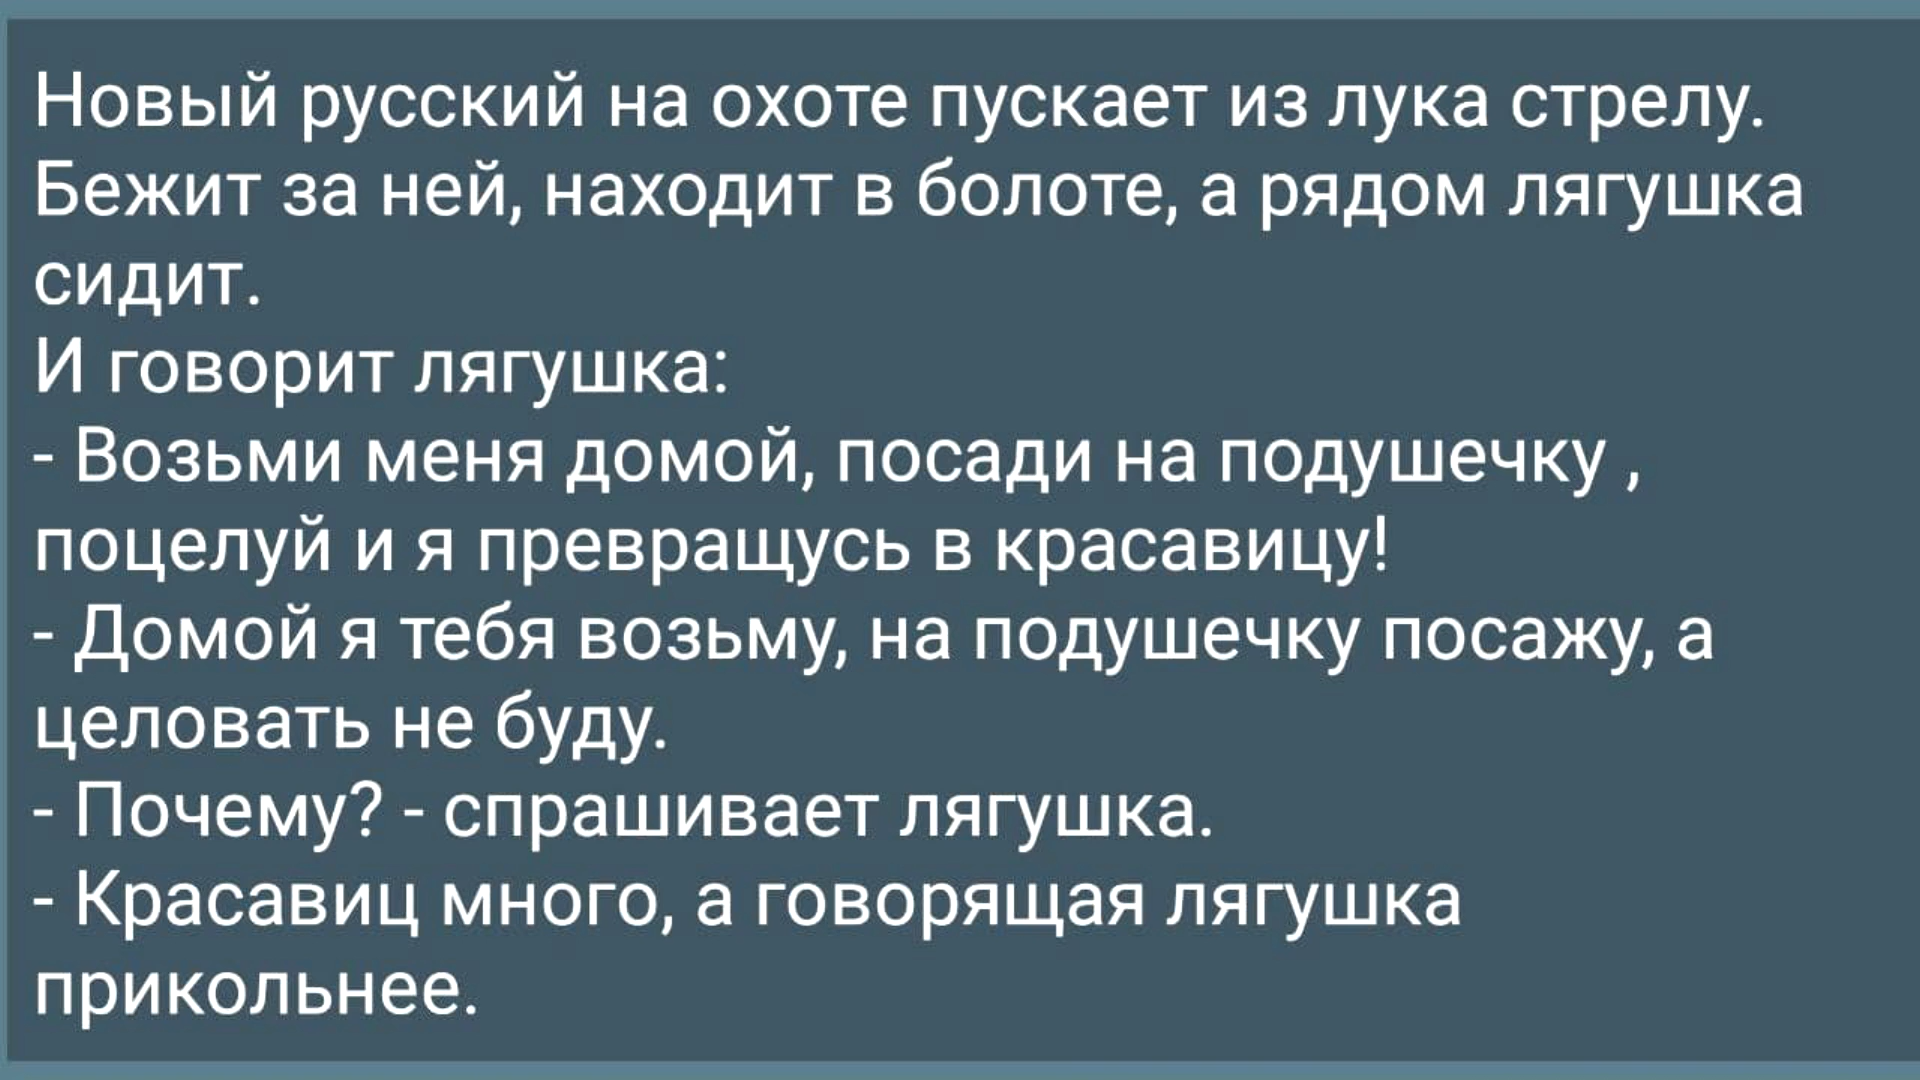 Новый русский на охоте пускает из лука стрелу.
Бежит за ней, находит в болоте, а рядом лягушка
сидит.
И говорит лягушка:
- Возьми меня домой, посади на подушечку ,
поцелуй и я превращусь в красавицу!
- Домой я тебя возьму, на подушечку посажу, а
целовать не буду.
- Почему? - спрашивает лягушка.
- Красавиц много, а говорящая лягушка
прикольнее.